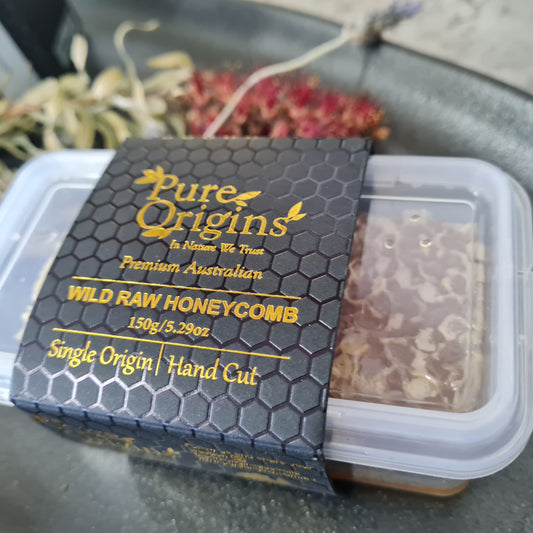 Pure
Origins
In Nature We Trust
Premium Australian
WILD RAW HONEYCOMB
150g/5.29oz
Single Origin | Hand Cut